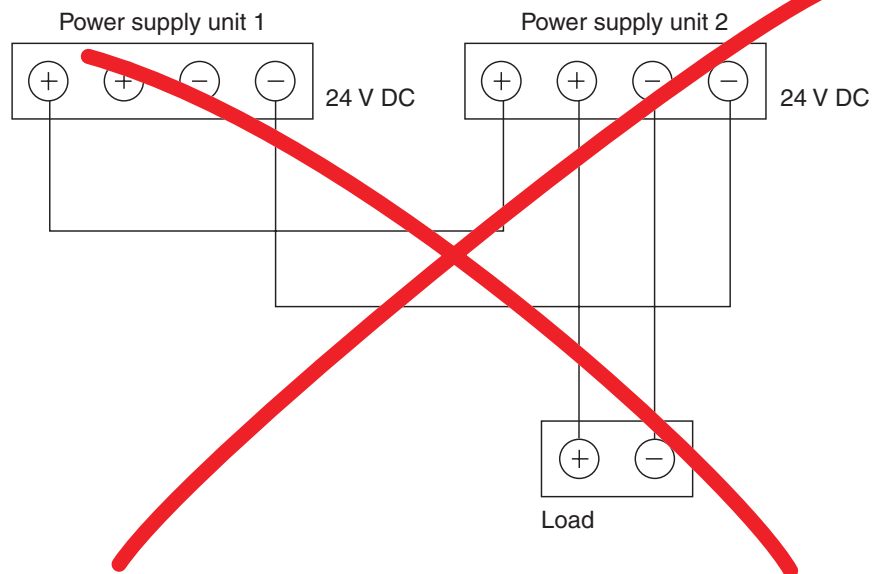 Power supply unit 1
Power supply unit 2
+ + − −
24 V DC
+ + − −
24 V DC
+ −
Load